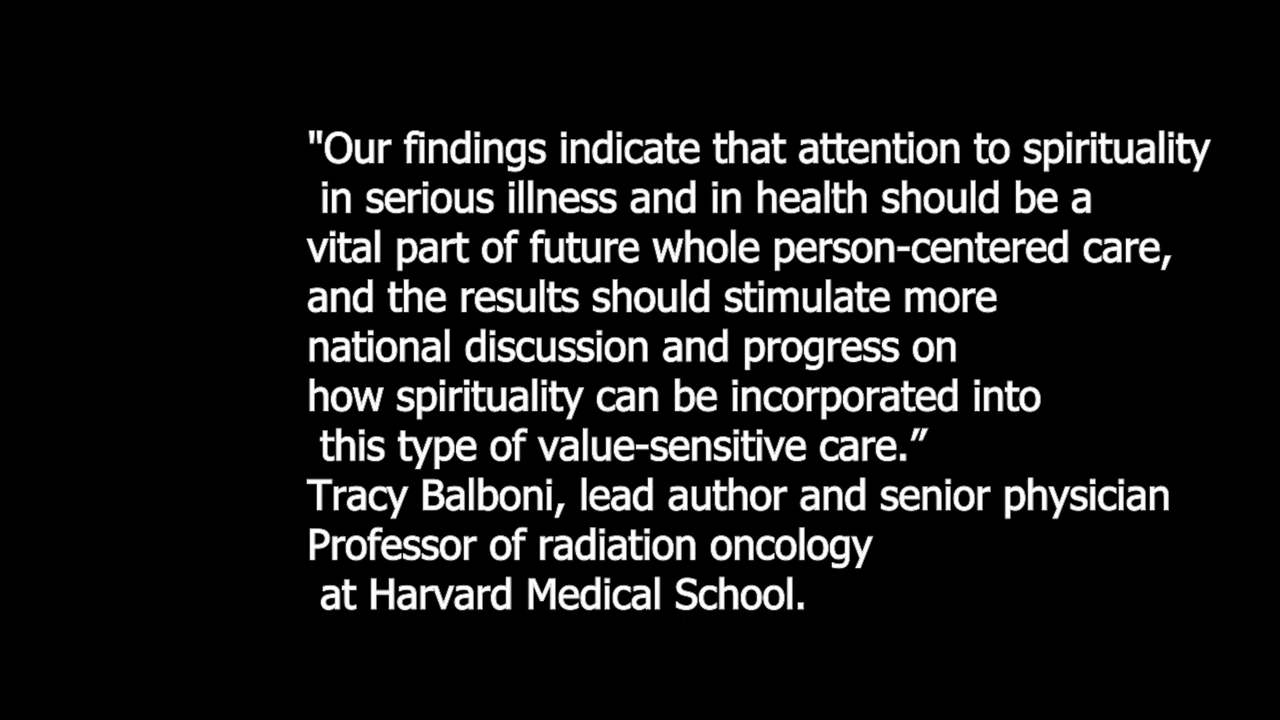 "Our findings indicate that attention to spirituality
in serious illness and in health should be a
vital part of future whole person-centered care,
and the results should stimulate more
national discussion and progress on
how spirituality can be incorporated into
this type of value-sensitive care.”
Tracy Balboni, lead author and senior physician
Professor of radiation oncology
at Harvard Medical School.